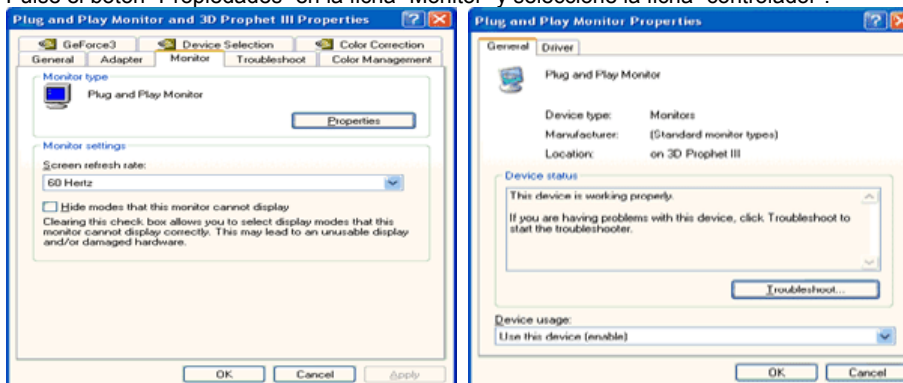 Pulse el botón "Propiedades" en la ficha "Monitor" y seleccione la ficha "controlador".
Plug and Play Monitor and 3D Prophet III Properties
GeForce3 Device Selection Color Correction
General Adapter Monitor Troubleshoot Color Management
Monitor type
Plug and Play Monitor
Properties
Monitor settings
Screen refresh rate:
60 Hertz
Hide modes that this monitor cannot display
Clearing this check box allows you to select display modes that this
monitor cannot display correctly. This may lead to an unusable display
and/or damaged hardware.
OK Cancel Apply
Plug and Play Monitor Properties
General Driver
Plug and Play Monitor
Device type: Monitors
Manufacturer: (Standard monitor types)
Location: on 3D Prophet III
Device status
This device is working properly.
If you are having problems with this device, click Troubleshoot to
start the troubleshooter.
Troubleshoot...
Device usage:
Use this device (enable)
OK Cancel